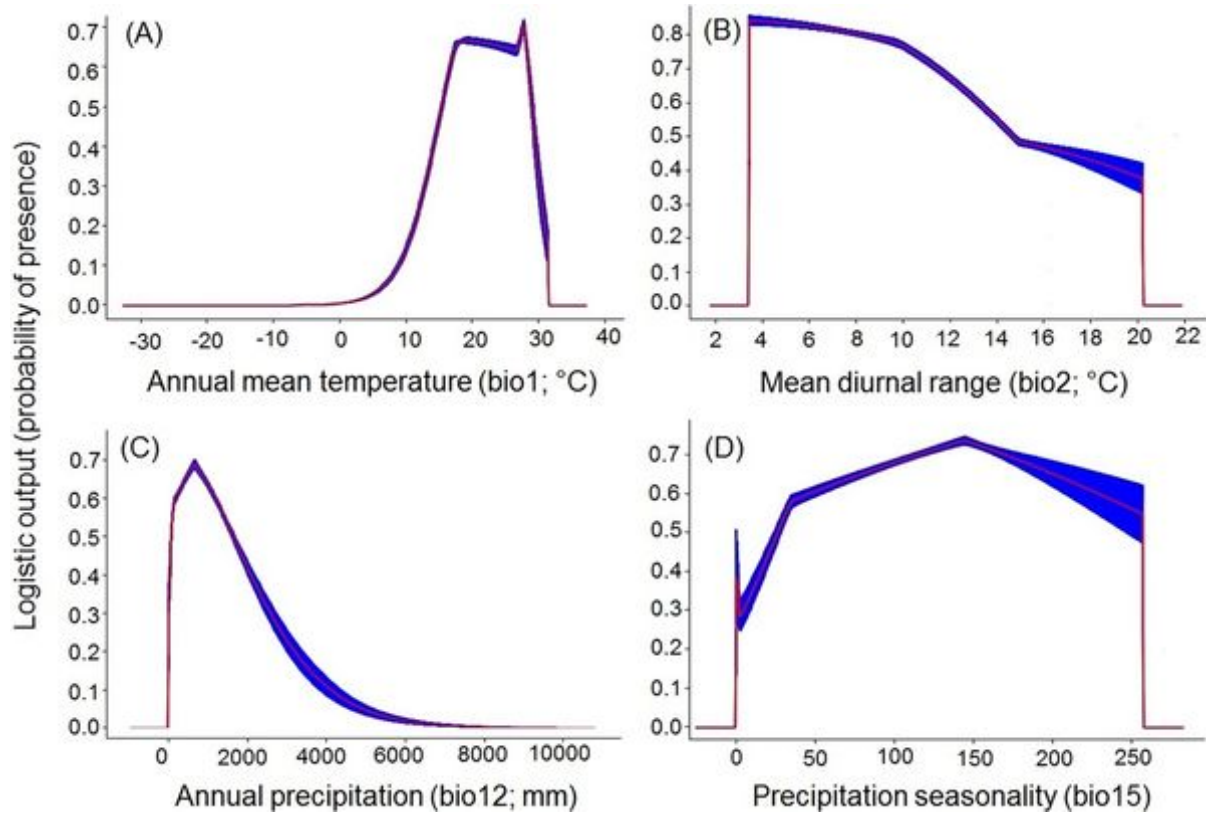 Logistic output (probability of presence)
(A)
0.7
0.6
0.5
0.4
0.3
0.2
0.1
0.0
-30 -20 -10 0 10 20 30 40
Annual mean temperature (bio1; °C)
(B)
0.8
0.7
0.6
0.5
0.4
0.3
0.2
0.1
0.0
2 4 6 8 10 12 14 16 18 20 22
Mean diurnal range (bio2; °C)
(C)
0.7
0.6
0.5
0.4
0.3
0.2
0.1
0.0
0 2000 4000 6000 8000 10000
Annual precipitation (bio12; mm)
(D)
0.7
0.6
0.5
0.4
0.3
0.2
0.1
0.0
0 50 100 150 200 250
Precipitation seasonality (bio15)